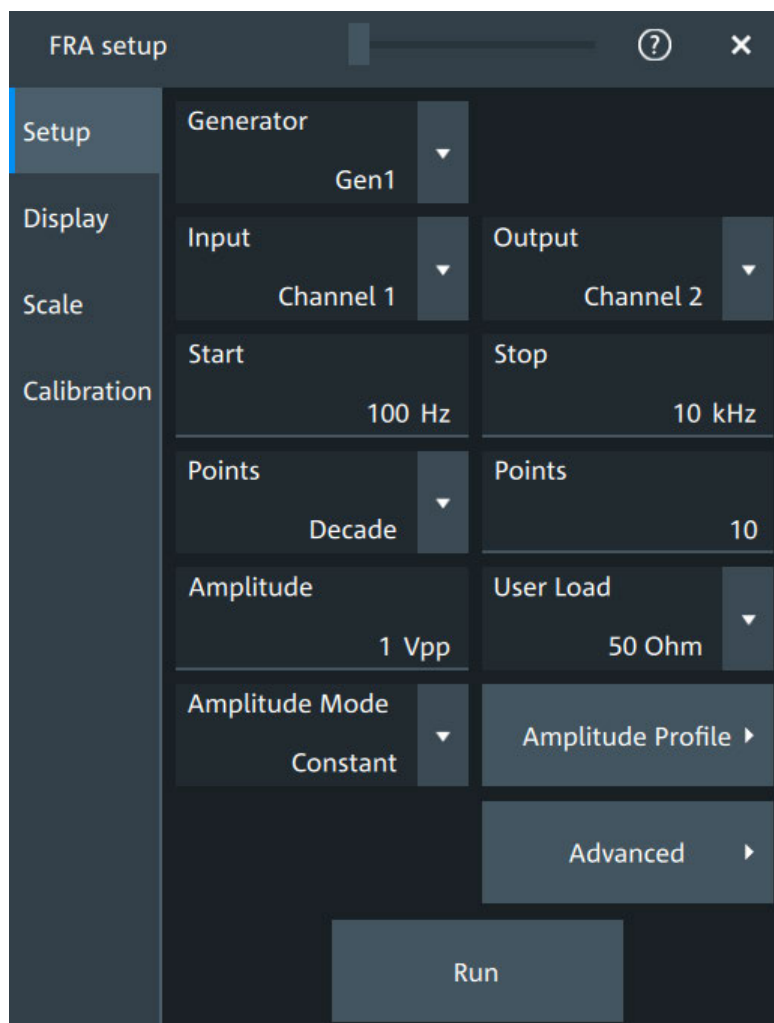 FRA setup
Setup
Display
Scale
Calibration
Generator
Gen1
Input
Channel 1
Output
Channel 2
Start
100 Hz
Stop
10 kHz
Points
Decade
Points
10
Amplitude
1 Vpp
User Load
50 Ohm
Amplitude Mode
Constant
Amplitude Profile
Advanced
Run